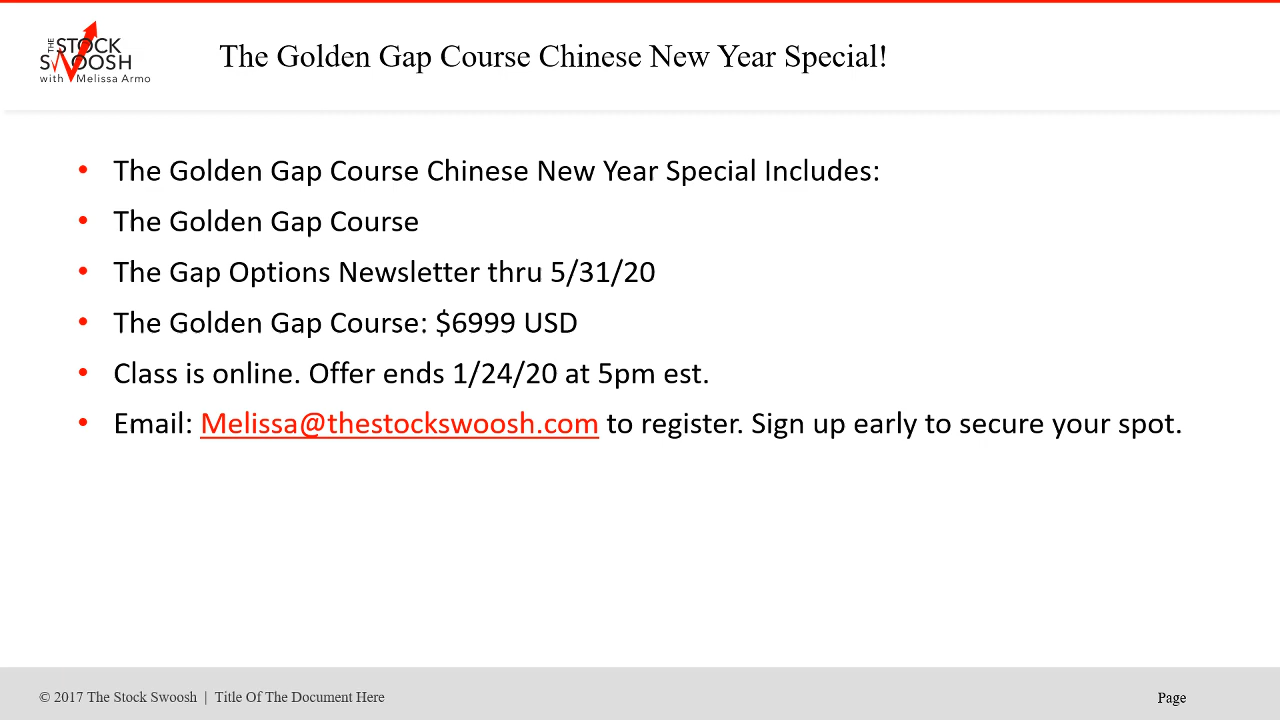 THE STOCK
SWOOSH
with Melissa Armo
The Golden Gap Course Chinese New Year Special!
• The Golden Gap Course Chinese New Year Special Includes:
• The Golden Gap Course
• The Gap Options Newsletter thru 5/31/20
• The Golden Gap Course: $6999 USD
• Class is online. Offer ends 1/24/20 at 5pm est.
• Email: Melissa@thestockswoosh.com to register. Sign up early to secure your spot.
© 2017 The Stock Swoosh | Title Of The Document Here
Page